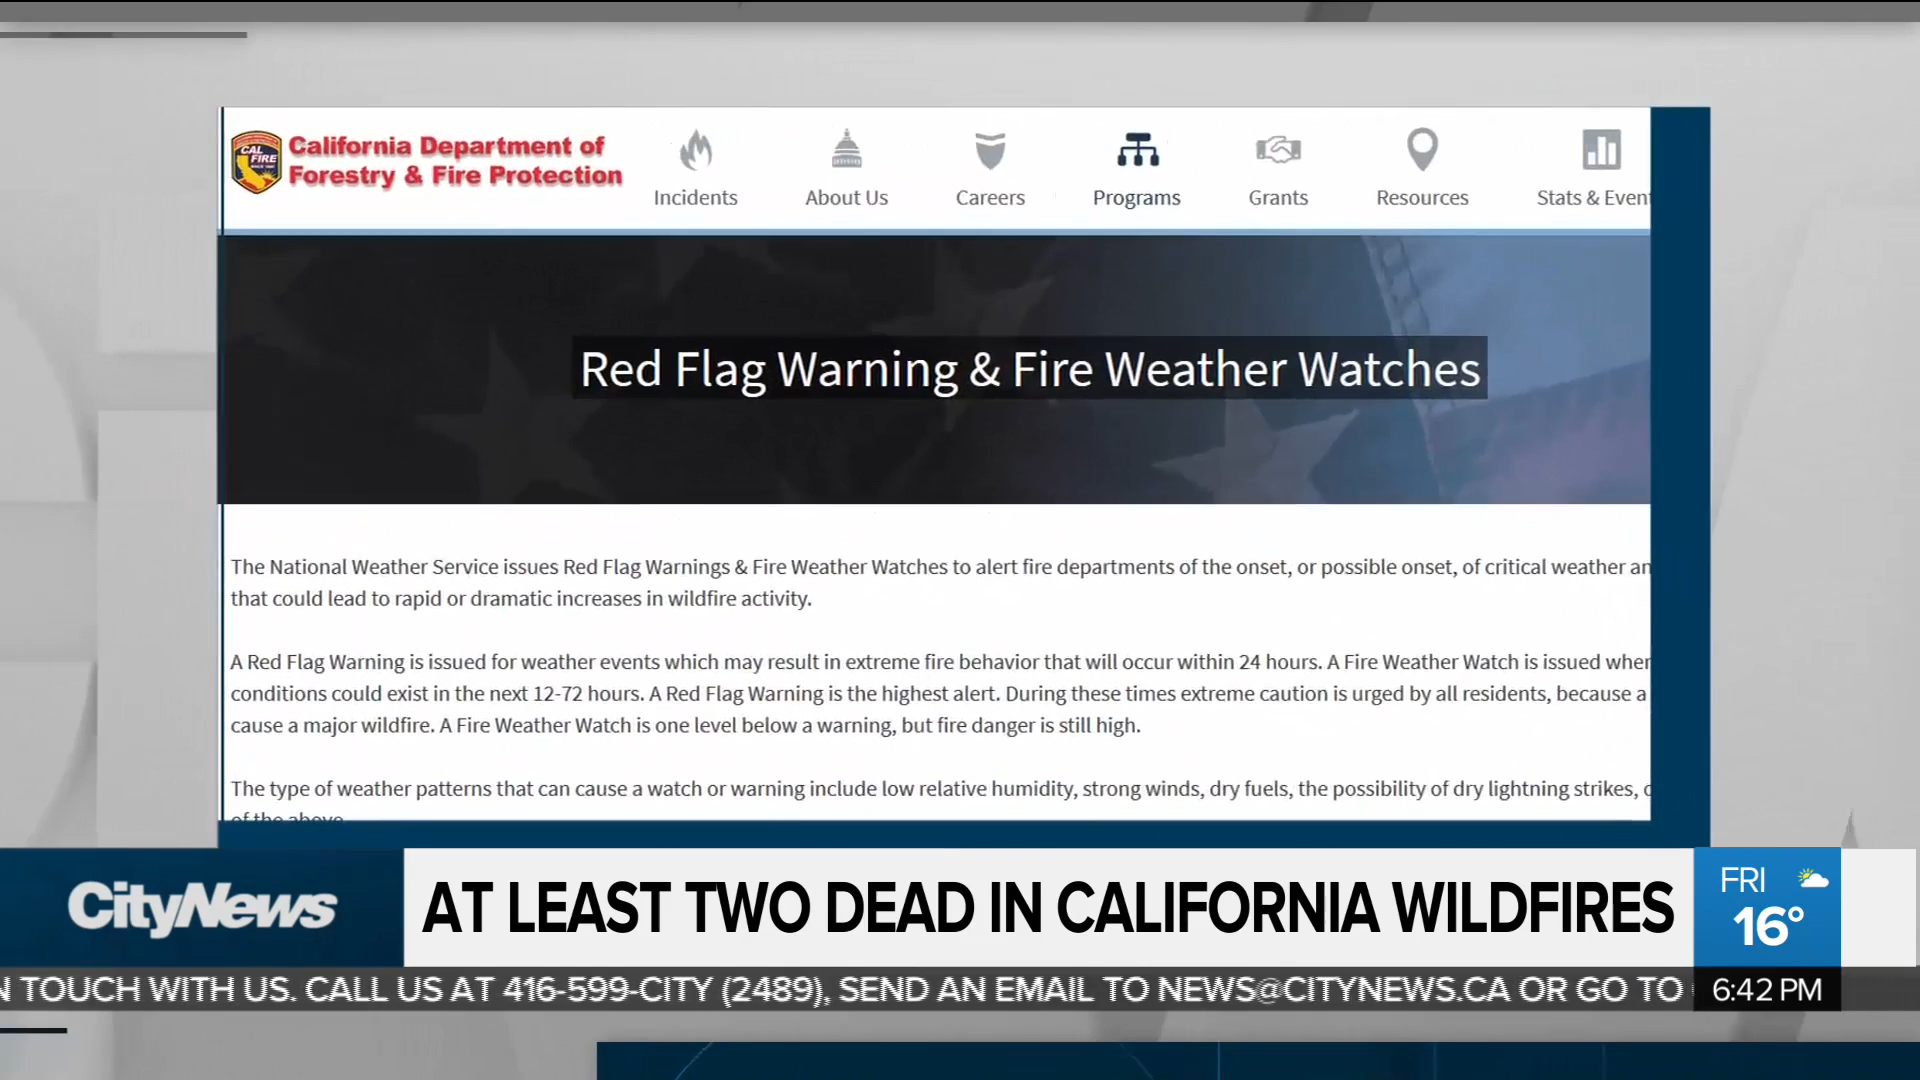 CAL FIRE
California Department of
Forestry & Fire Protection
Incidents
About Us
Careers
Programs
Grants
Resources
Stats & Event
Red Flag Warning & Fire Weather Watches
The National Weather Service issues Red Flag Warnings & Fire Weather Watches to alert fire departments of the onset, or possible onset, of critical weather an
that could lead to rapid or dramatic increases in wildfire activity.
A Red Flag Warning is issued for weather events which may result in extreme fire behavior that will occur within 24 hours. A Fire Weather Watch is issued when
conditions could exist in the next 12-72 hours. A Red Flag Warning is the highest alert. During these times extreme caution is urged by all residents, because a
cause a major wildfire. A Fire Weather Watch is one level below a warning, but fire danger is still high.
The type of weather patterns that can cause a watch or warning include low relative humidity, strong winds, dry fuels, the possibility of dry lightning strikes,
of the above.
CityNews
AT LEAST TWO DEAD IN CALIFORNIA WILDFIRES
FRI
16°
N TOUCH WITH US. CALL US AT 416-599-CITY (2489), SEND AN EMAIL TO NEWS@CITYNEWS.CA OR GO TO
6:42 PM